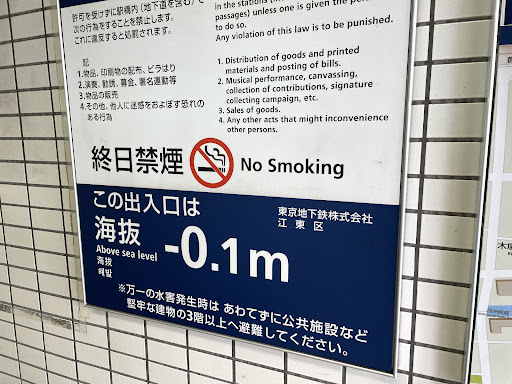 許可を受けずに駅構内(地下道を含む)で
次の行為をすることを禁止します。
これに違反すると処罰されます。
記
1.物品、印刷物の配布、ビラはり
2.演奏、勧誘、募金、署名運動等
3.物品の販売
4.その他、他人に迷惑をおよぼす恐れの
ある行為
in the stations
passages) unless one is given the
to do so.
Any violation of this law is to be punished.
1. Distribution of goods and printed
materials and posting of bills.
2. Musical performance, canvassing,
collection of contributions, signature
collecting campaign, etc.
3. Sales of goods.
4. Any other acts that might inconvenience
other persons.
終日禁煙 No Smoking
この出入口は
海抜 -0.1m
Above sea level
海拔
해발
東京地下鉄株式会社
江東区
※万一の水害発生時は あわてずに公共施設など
堅牢な建物の3階以上へ避難してください。